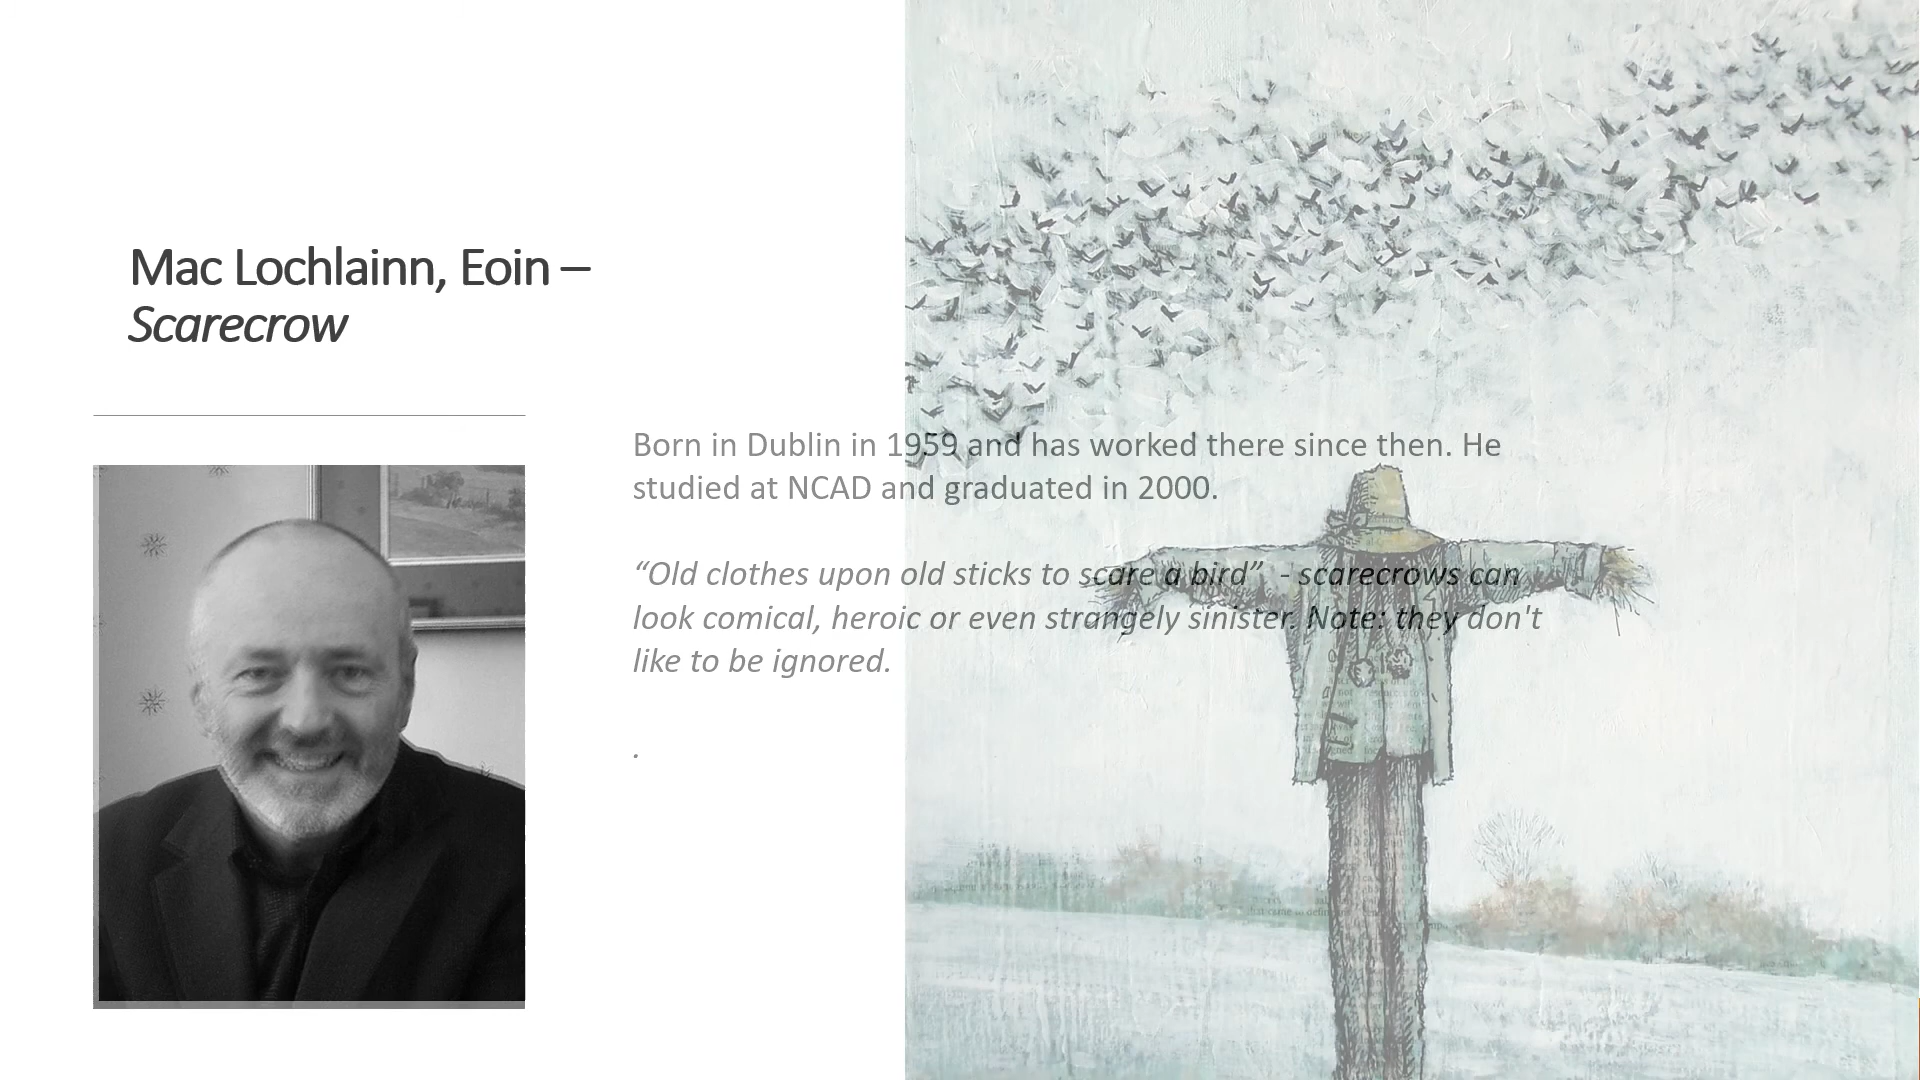 Mac Lochlainn, Eoin –
Scarecrow
Born in Dublin in 1959 and has worked there since then. He
studied at NCAD and graduated in 2000.
“Old clothes upon old sticks to scare a bird”  - scarecrows can
look comical, heroic or even strangely sinister. Note: they don't
like to be ignored.
.